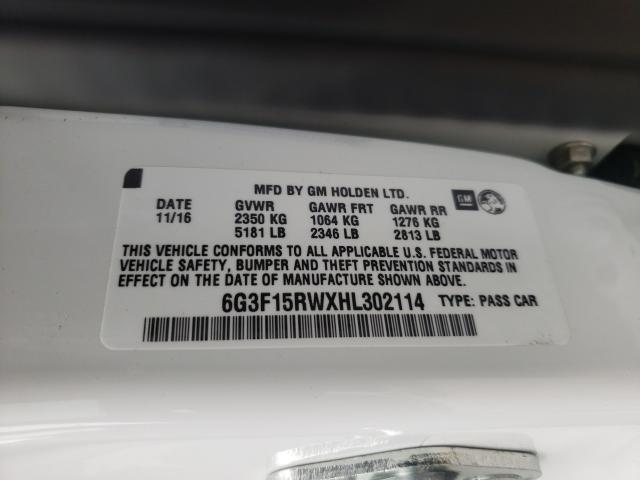 MFD BY GM HOLDEN LTD.
GM
DATE GVWR GAWR FRT GAWR RR
11/16 2350 KG 1064 KG 1276 KG
5181 LB 2346 LB 2813 LB
THIS VEHICLE CONFORMS TO ALL APPLICABLE U.S. FEDERAL MOTOR
VEHICLE SAFETY, BUMPER AND THEFT PREVENTION STANDARDS
IN EFFECT ON THE DATE OF MANUFACTURE SHOWN ABOVE.
6G3F15RWXHL302114 TYPE: PASS CAR